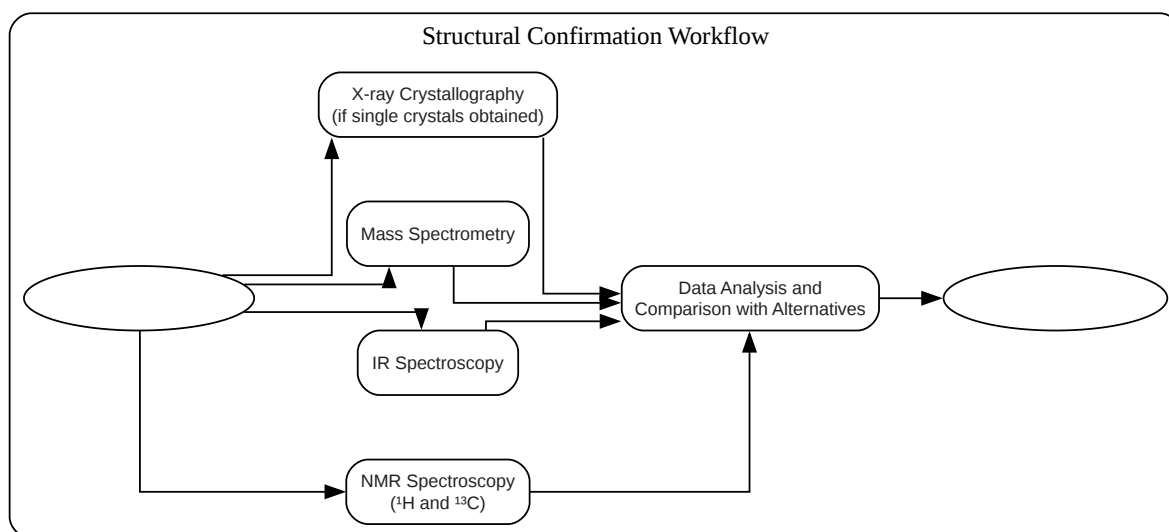 Structural Confirmation Workflow
X-ray Crystallography
(if single crystals obtained)
Mass Spectrometry
Data Analysis and
Comparison with Alternatives
IR Spectroscopy
NMR Spectroscopy
(¹H and ¹³C)